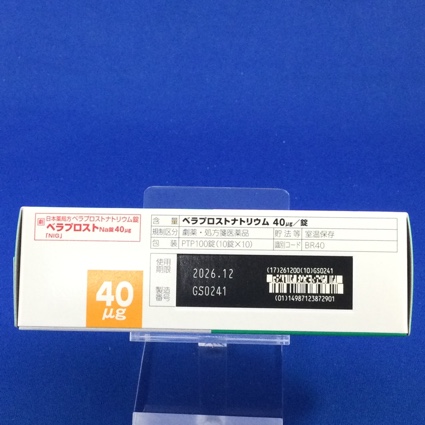 劇 日本薬局方 ベラプロストナトリウム錠
ベラプロストNa錠40μg
「NIG」
40
μg
含 量 ベラプロストナトリウム 40μg/錠
規制区分 劇薬・処方箋医薬品 貯法等 室温保存
包 装 PTP100錠(10錠×10) 識別コード BR40
使用
期限
2026.12
製造
番号
GS0241
(17)261200(10)GS0241
(01)14987123872901